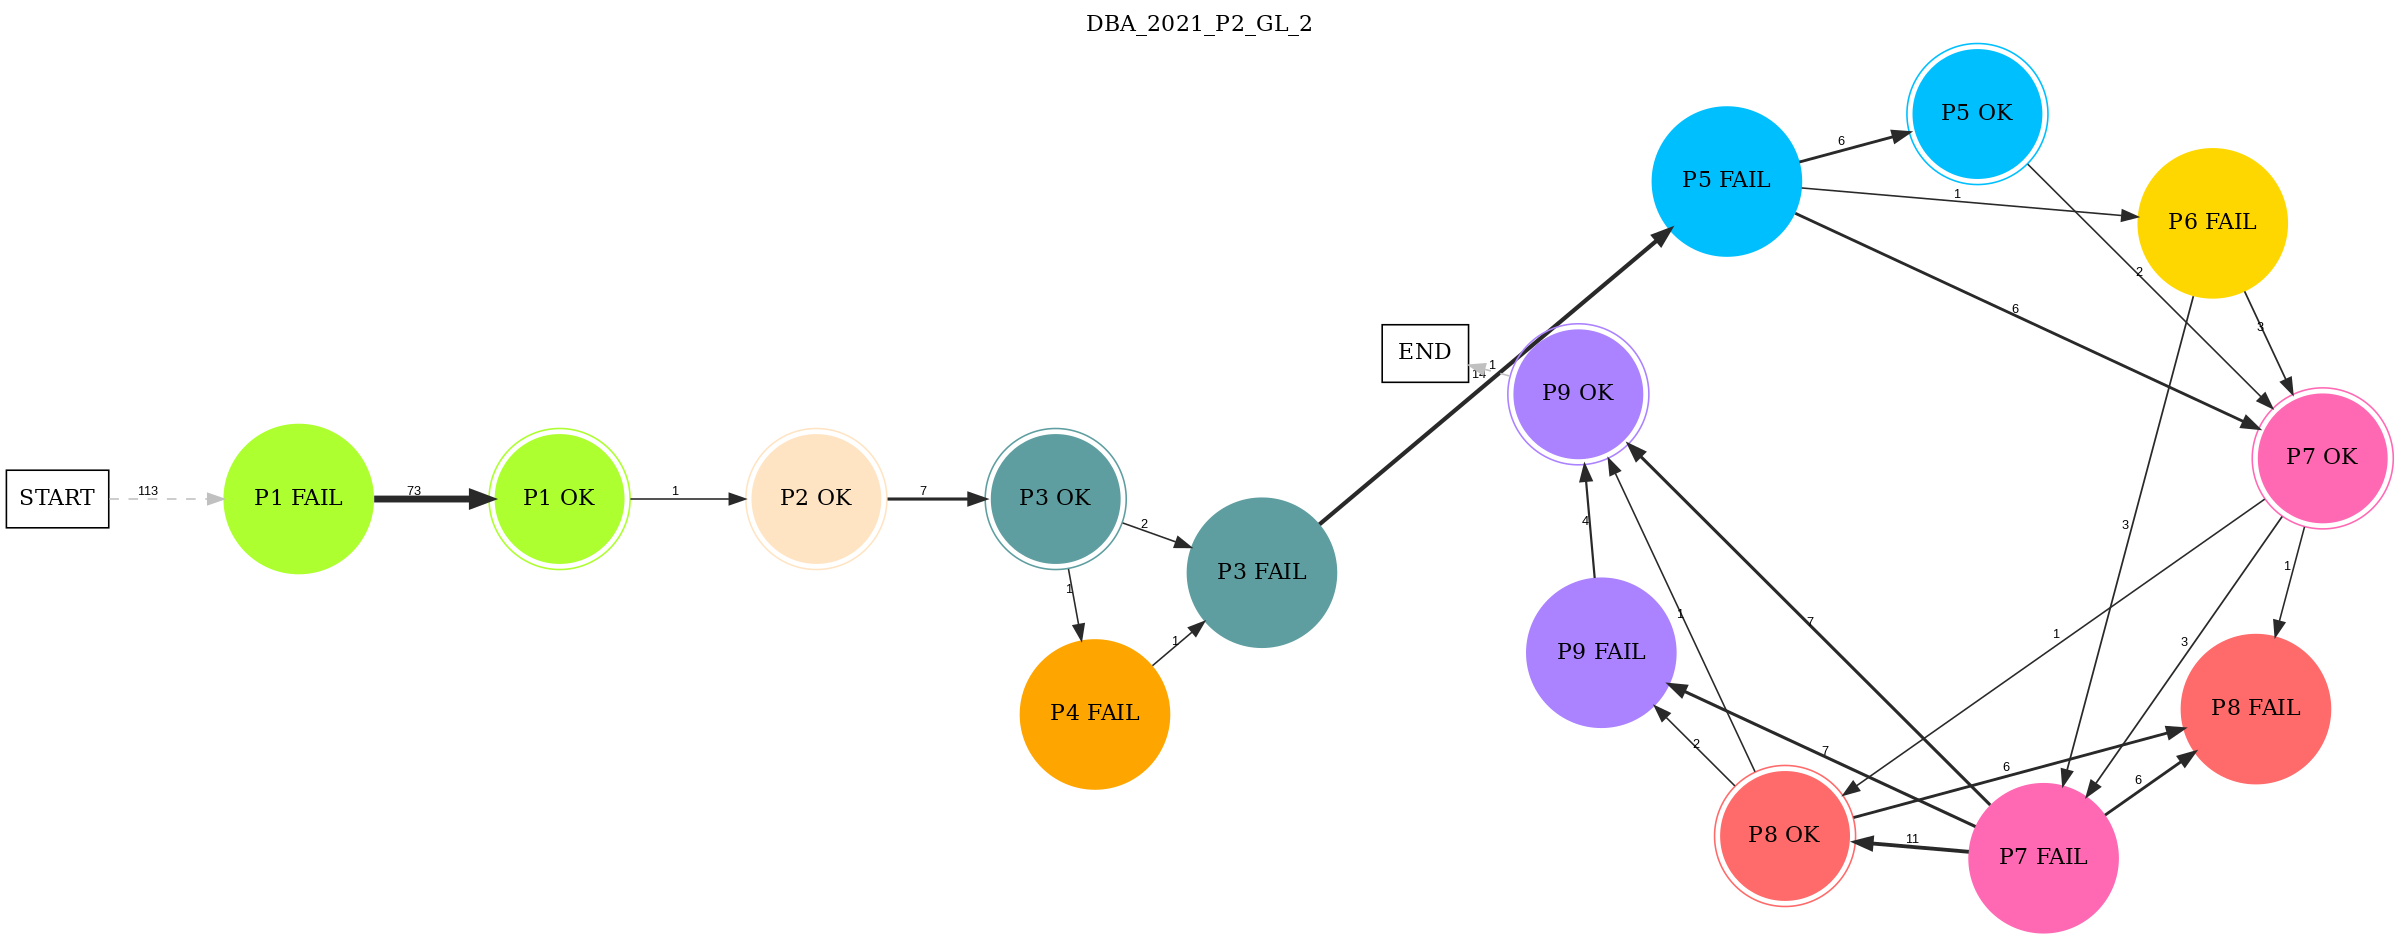 DBA_2021_P2_GL_2
P5 OK
6
P5 FAIL
1
P6 FAIL
2
6
3
END
1
14
P9 OK
P7 OK
START
113
P1 FAIL
73
P1 OK
1
P2 OK
7
P3 OK
2
4
3
P3 FAIL
1
1
7
1
1
3
1
P9 FAIL
P4 FAIL
P8 FAIL
2
7
6
6
P8 OK
11
P7 FAIL